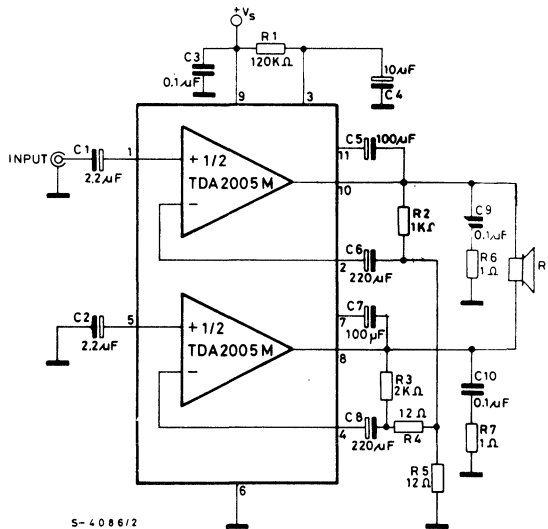 +Vs
C3
0.1µF
R1
120KΩ
10µF
C4
9
3
INPUT
C1
2.2µF
1
+ 1/2
TDA2005M
−
C5
100µF
11
10
R2
1KΩ
C9
0.1µF
R6
1Ω
R
C6
220µF
2
C2
2.2µF
5
+ 1/2
TDA2005M
−
7
C7
100µF
8
R3
2KΩ
C10
0.1µF
R7
1Ω
C8
220µF
4
12Ω
R4
R5
12Ω
6
S-4086/2